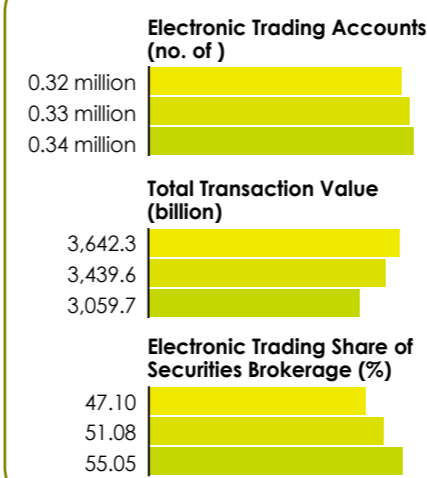 Electronic Trading Accounts
(no. of )
0.32 million
0.33 million
0.34 million
Total Transaction Value
(billion)
3,642.3
3,439.6
3,059.7
Electronic Trading Share of
Securities Brokerage (%)
47.10
51.08
55.05